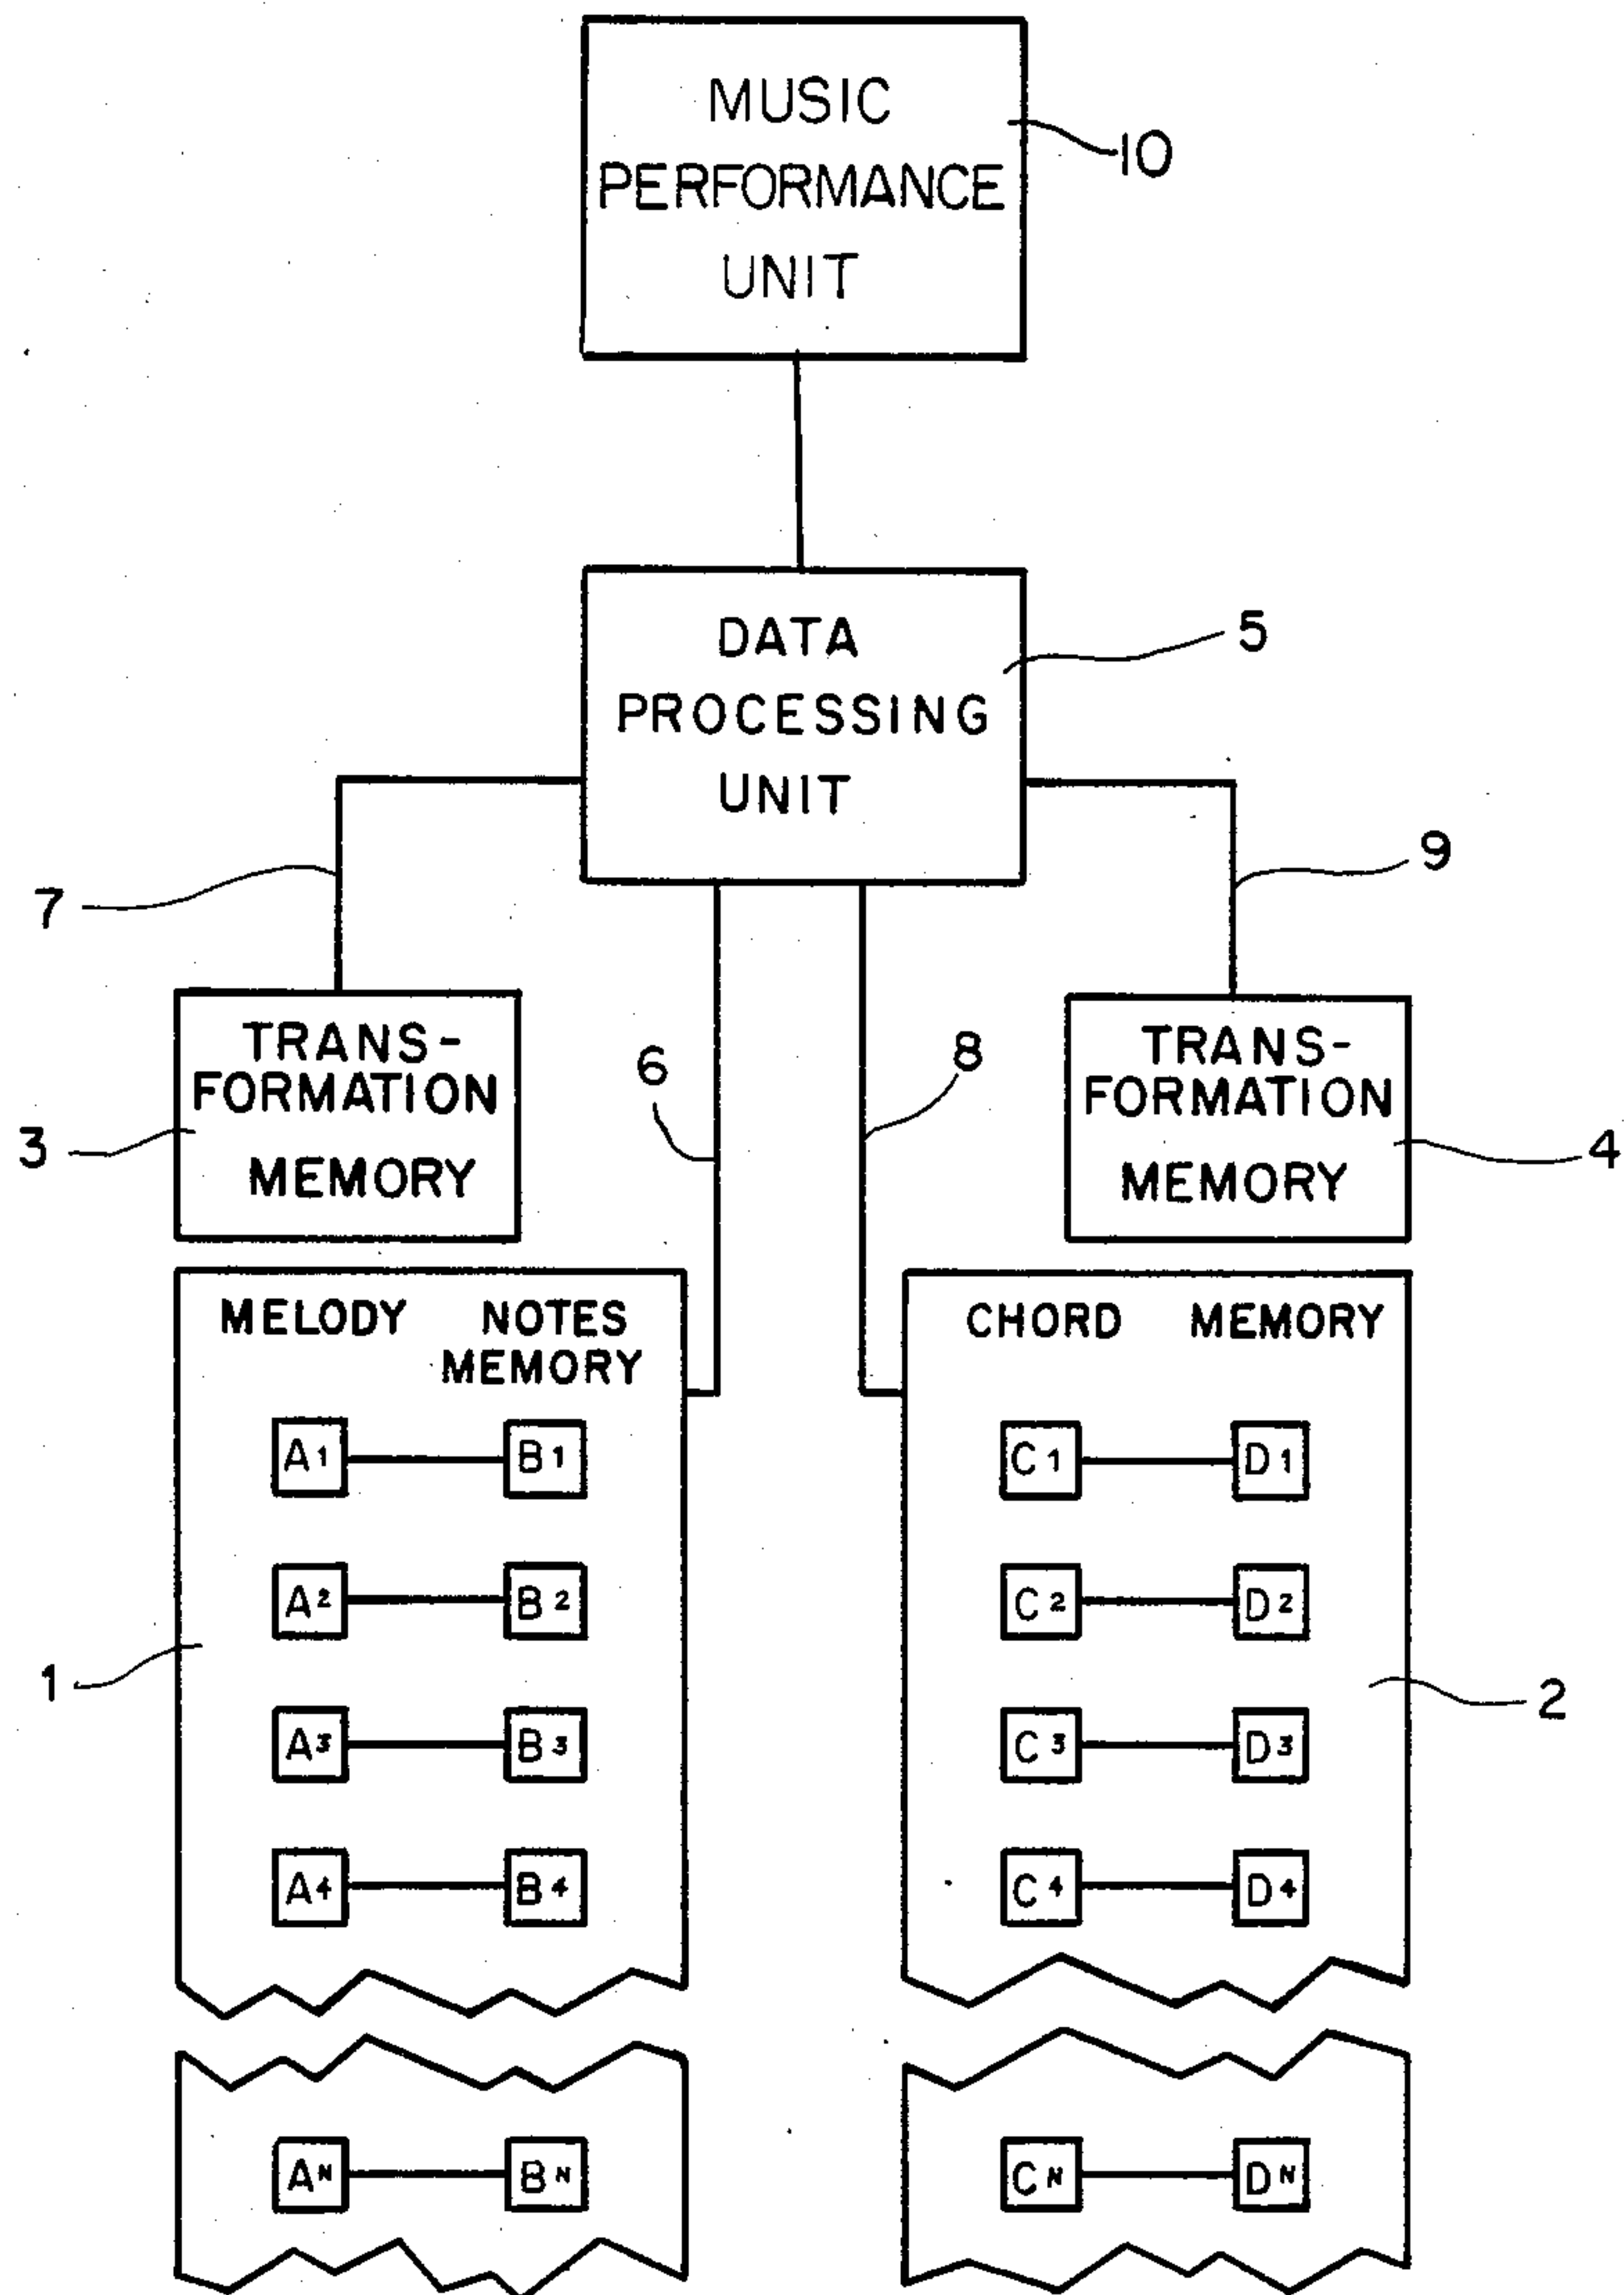 MUSIC
PERFORMANCE
UNIT
10
DATA
PROCESSING
UNIT
5
7
9
TRANS-
FORMATION
MEMORY
3
6
8
TRANS-
FORMATION
MEMORY
4
MELODY NOTES
MEMORY
A1 B1
A2 B2
A3 B3
A4 B4
AN BN
1
CHORD MEMORY
C1 D1
C2 D2
C3 D3
C4 D4
CN DN
2